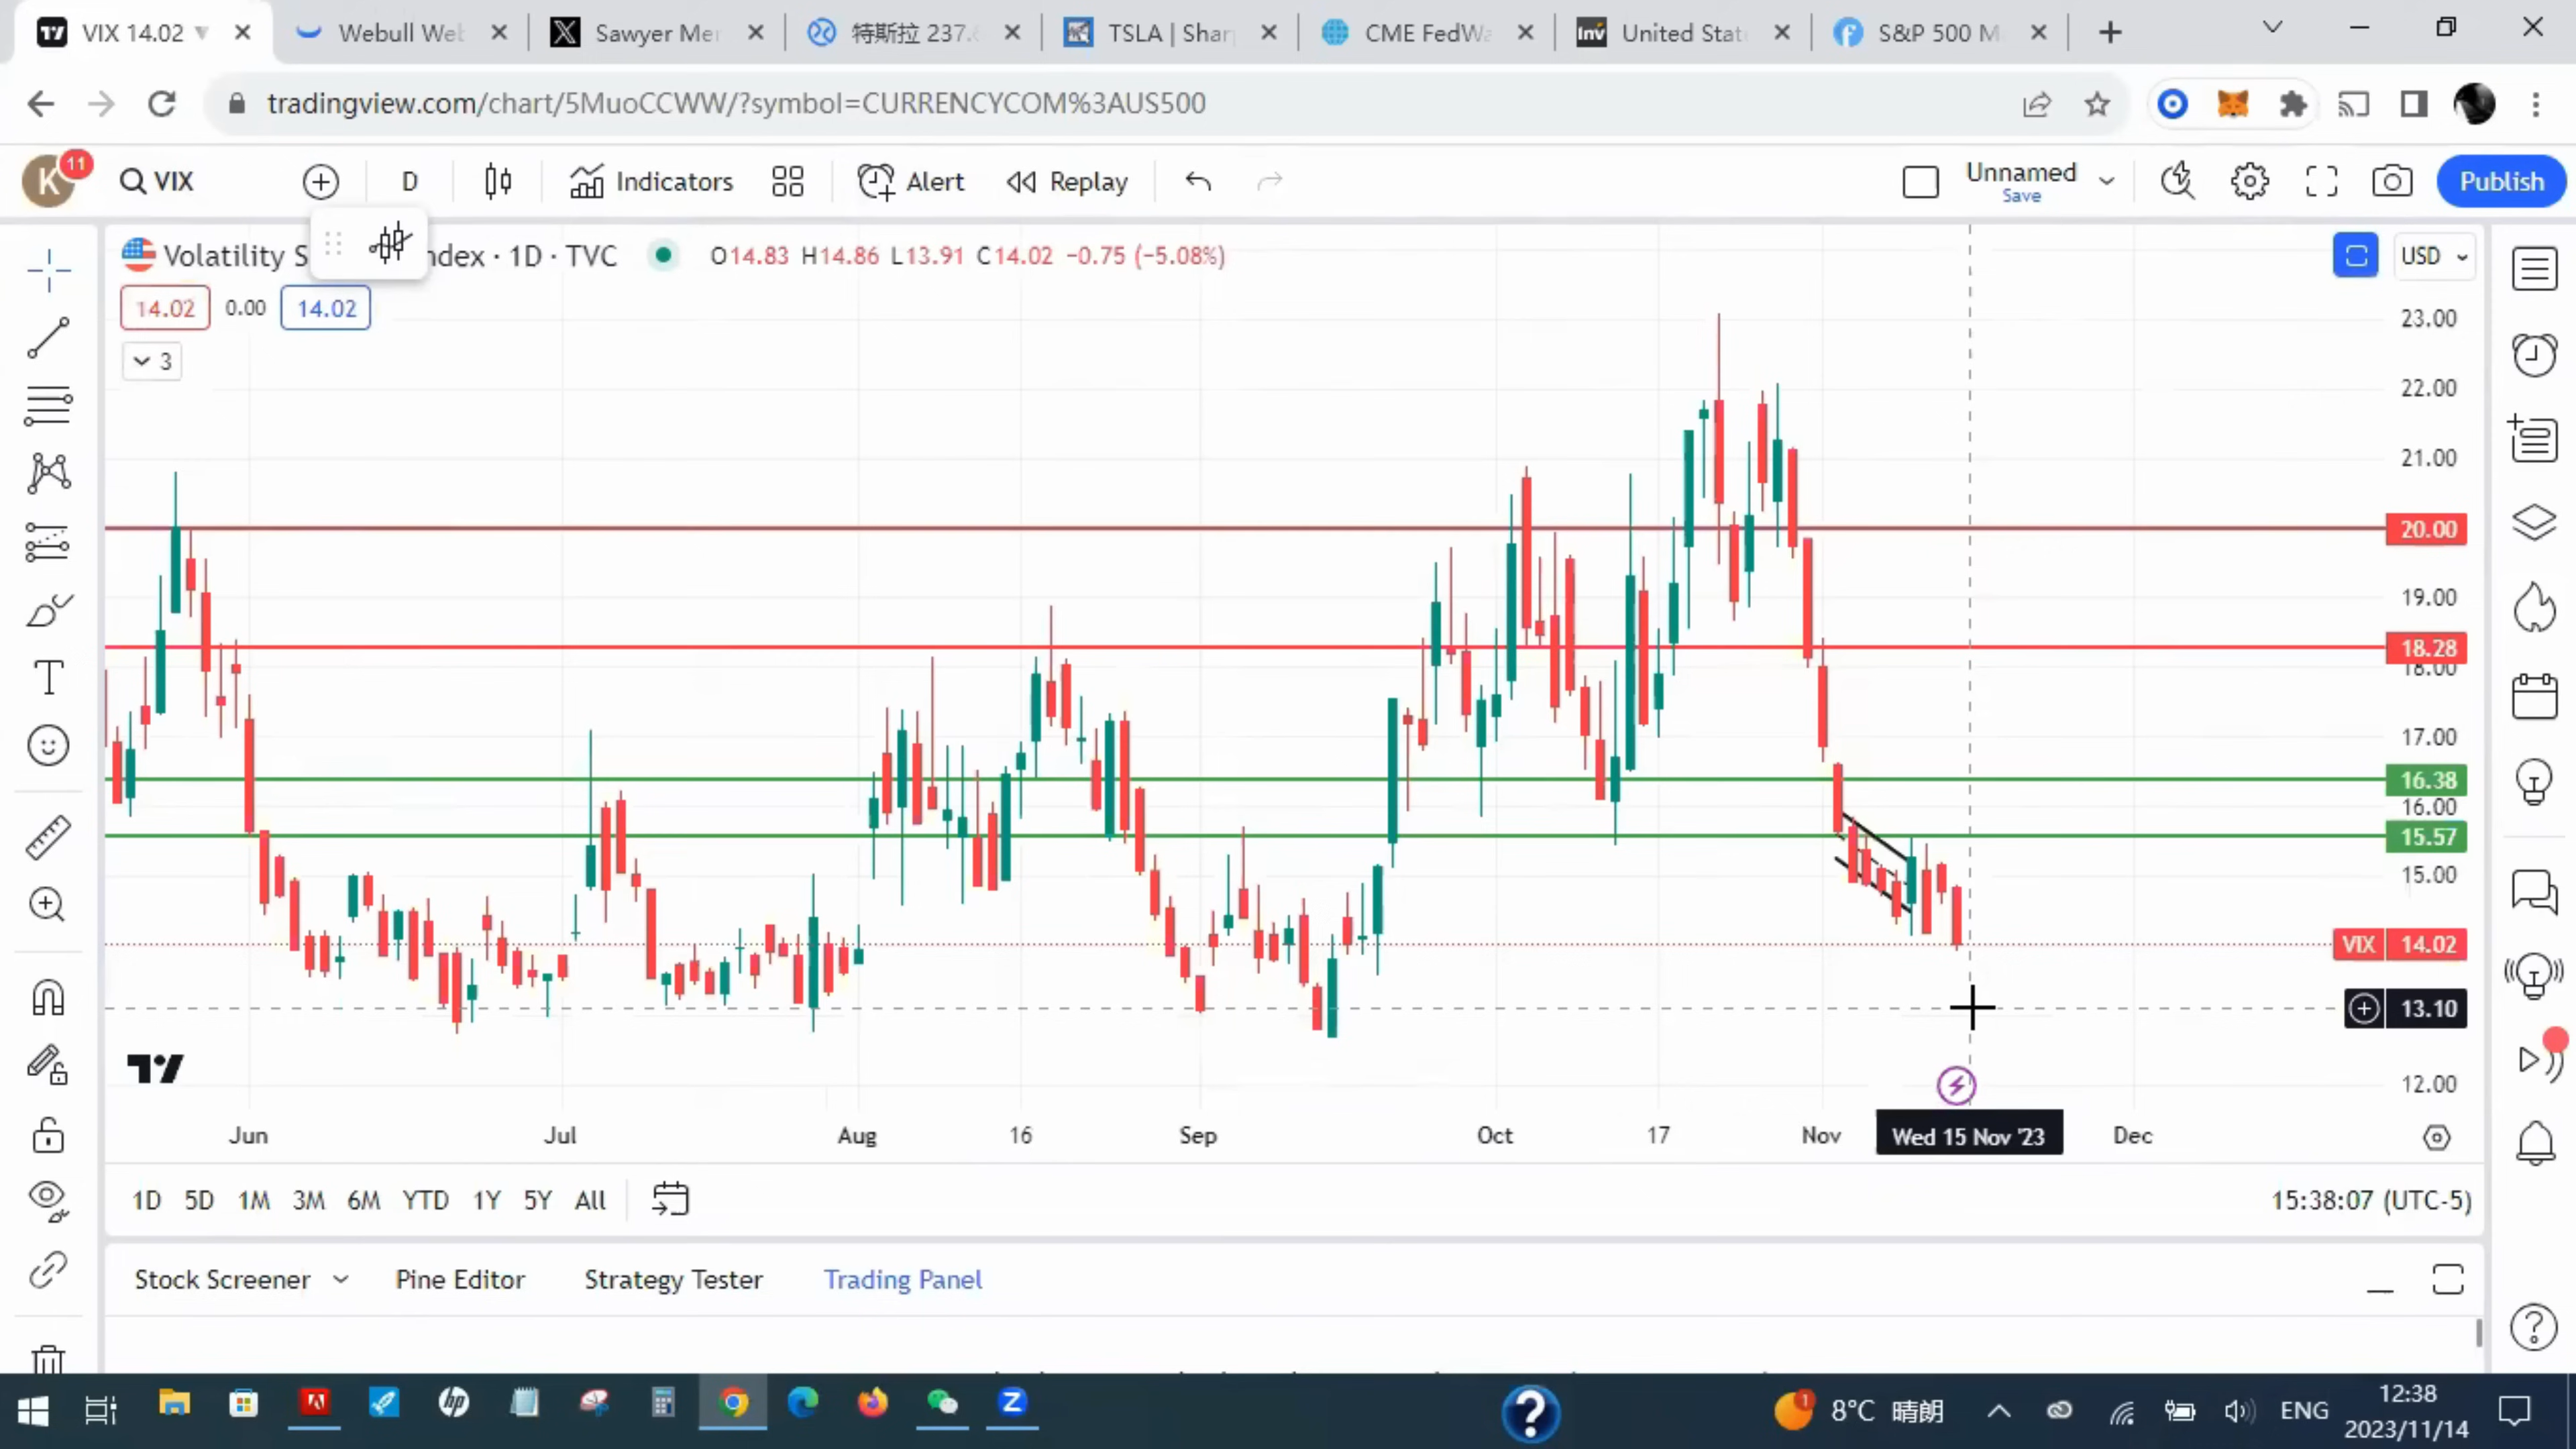 VIX 14.02
Webull Web
Sawyer Mer
特斯拉 237.
TSLA | Shar
CME FedWa
Inv United Stat
S&P 500 M
tradingview.com/chart/5MuoCCWW/?symbol=CURRENCYCOM%3AUS500
K 11 VIX D Indicators Alert Replay Unnamed Save Publish
Volatility S ndex · 1D · TVC O14.83 H14.86 L13.91 C14.02 −0.75 (−5.08%) USD
14.02 0.00 14.02
3
23.00
22.00
21.00
20.00
19.00
18.28
18.00
17.00
16.38
16.00
15.57
15.00
VIX 14.02
13.10
12.00
Jun Jul Aug 16 Sep Oct 17 Nov Wed 15 Nov '23 Dec
1D 5D 1M 3M 6M YTD 1Y 5Y All 15:38:07 (UTC-5)
Stock Screener Pine Editor Strategy Tester Trading Panel
8°C 晴朗 ENG 12:38
2023/11/14